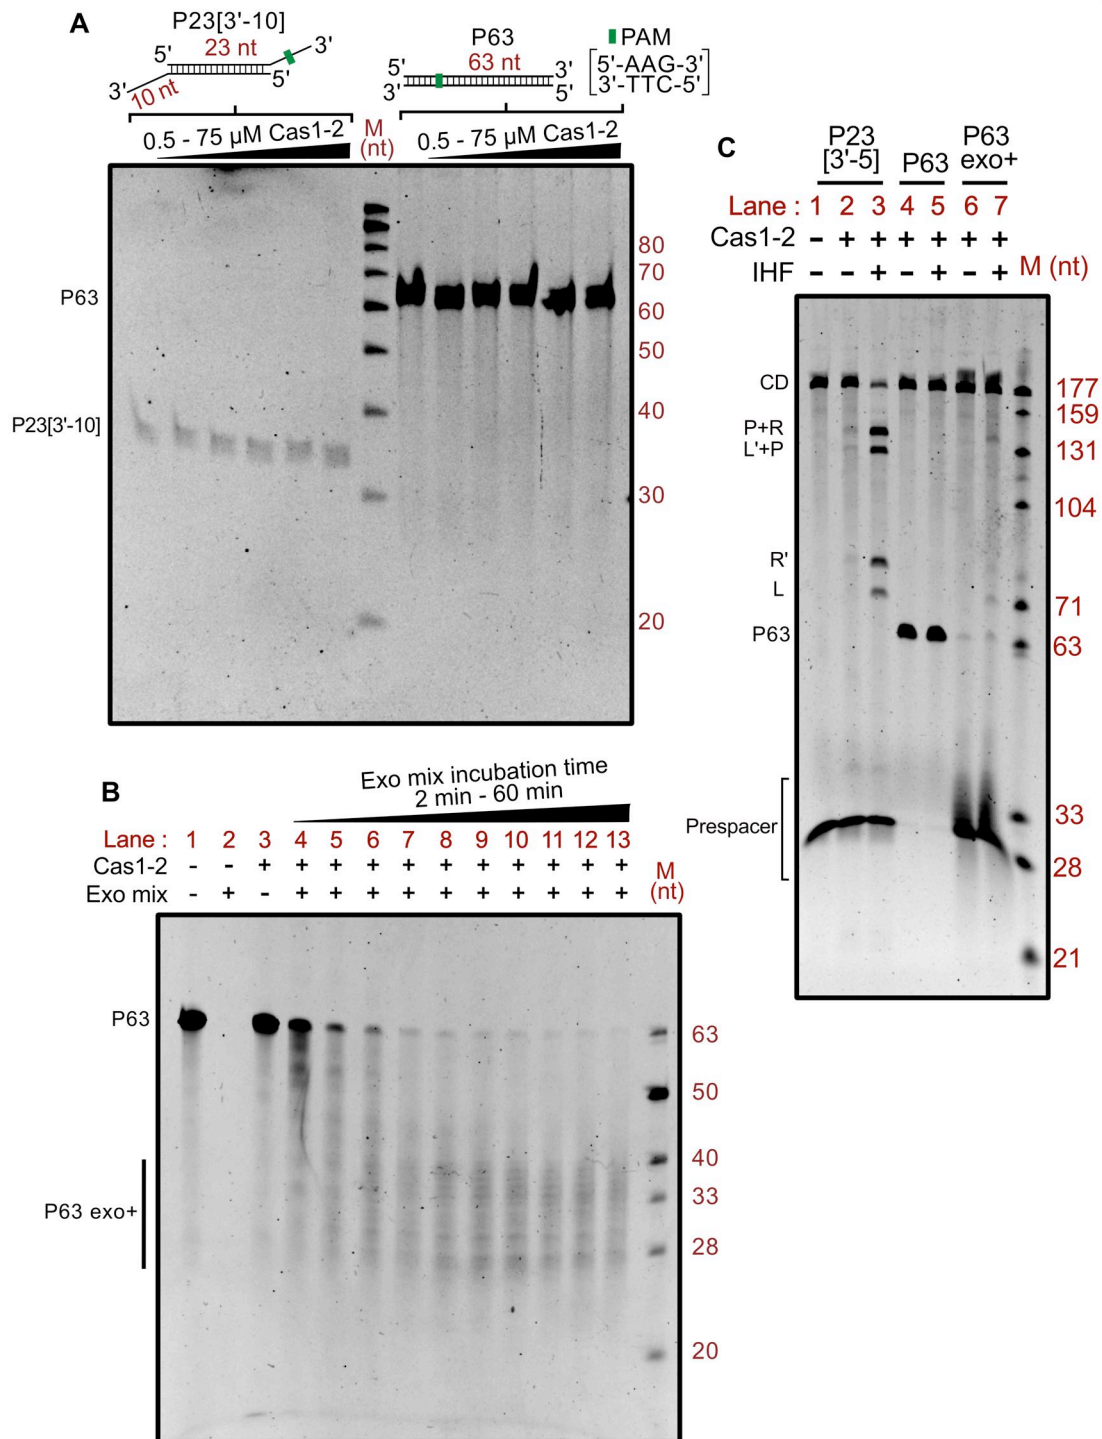 A
P23[3'-10]
5' 23 nt 3'
3' 10 nt 5'
P63
5' 63 nt 3'
3' 5'
PAM
5'-AAG-3'
3'-TTC-5'
0.5 - 75 µM Cas1-2
M
(nt)
0.5 - 75 µM Cas1-2
P63
P23[3'-10]
80
70
60
50
40
30
20
B
Exo mix incubation time
2 min - 60 min
Lane : 1 2 3 4 5 6 7 8 9 10 11 12 13
Cas1-2 - - + + + + + + + + + + +
Exo mix - + - + + + + + + + + + +
M
(nt)
P63
P63 exo+
63
50
40
33
28
20
C
P23
[3'-5]
P63
P63
exo+
Lane : 1 2 3 4 5 6 7
Cas1-2 - + + + + + +
IHF - - + - + - + M (nt)
CD
P+R
L'+P
R'
L
P63
Prespacer
177
159
131
104
71
63
33
28
21